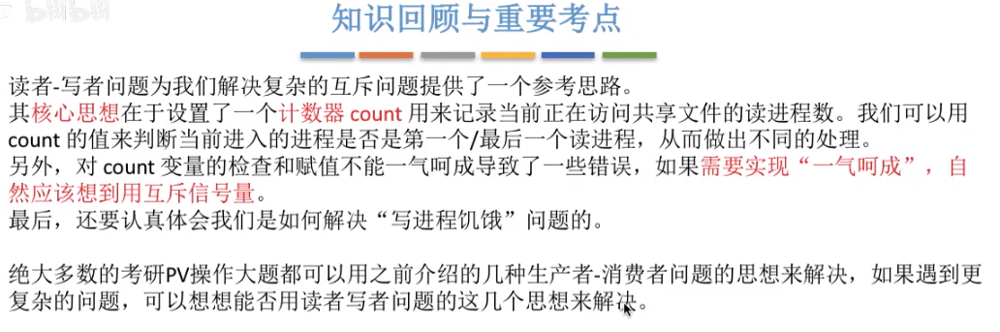 bilibili
知识回顾与重要考点
读者-写者问题为我们解决复杂的互斥问题提供了一个参考思路。
其核心思想在于设置了一个计数器 count 用来记录当前正在访问共享文件的读进程数。我们可以用
count 的值来判断当前进入的进程是否是第一个/最后一个读进程，从而做出不同的处理。
另外，对 count 变量的检查和赋值不能一气呵成导致了一些错误，如果需要实现“一气呵成”，自
然应该想到用互斥信号量。
最后，还要认真体会我们是如何解决“写进程饥饿”问题的。
绝大多数的考研PV操作大题都可以用之前介绍的几种生产者-消费者问题的思想来解决，如果遇到更
复杂的问题，可以想想能否用读者写者问题的这几个思想来解决。